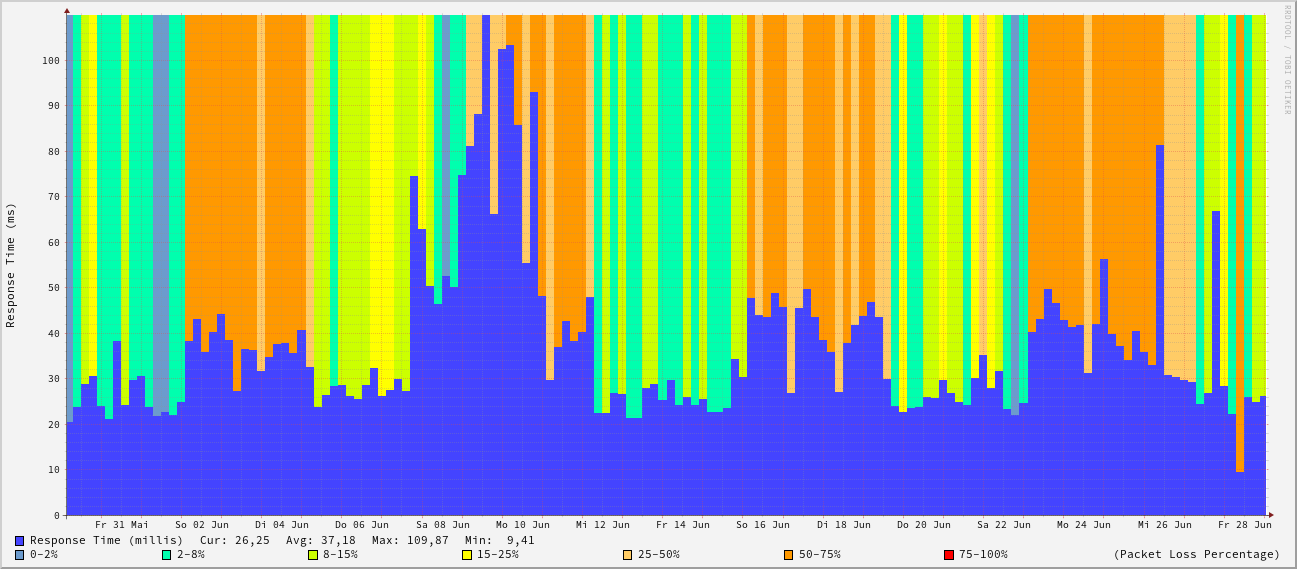 RRDTOOL / TOBI OETIKER
Response Time (ms)
100
90
80
70
60
50
40
30
20
10
0
Fr 31 Mai So 02 Jun Di 04 Jun Do 06 Jun Sa 08 Jun Mo 10 Jun Mi 12 Jun Fr 14 Jun So 16 Jun Di 18 Jun Do 20 Jun Sa 22 Jun Mo 24 Jun Mi 26 Jun Fr 28 Jun
Response Time (millis) Cur: 26,25 Avg: 37,18 Max: 109,87 Min: 9,41
0-2% 2-8% 8-15% 15-25% 25-50% 50-75% 75-100% (Packet Loss Percentage)